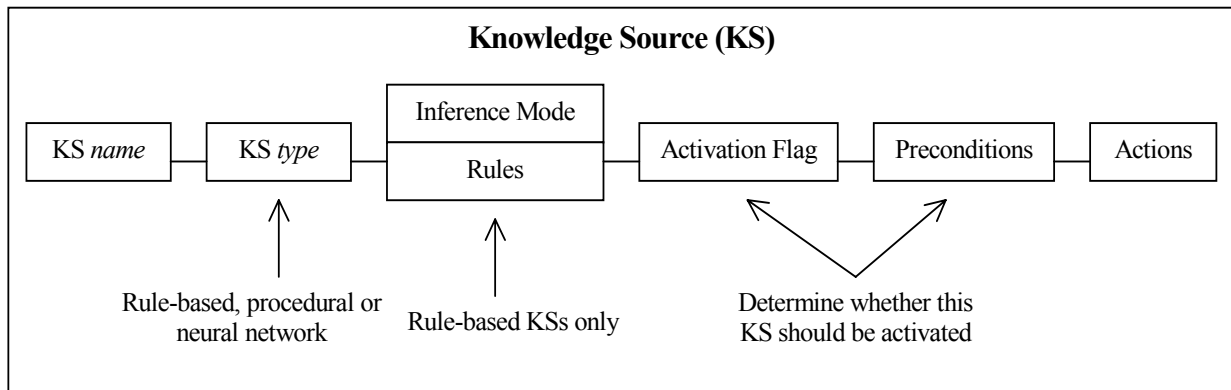 Knowledge Source (KS)
KS name
KS type
Inference Mode
Rules
Activation Flag
Preconditions
Actions
Rule-based, procedural or
neural network
Rule-based KSs only
Determine whether this
KS should be activated